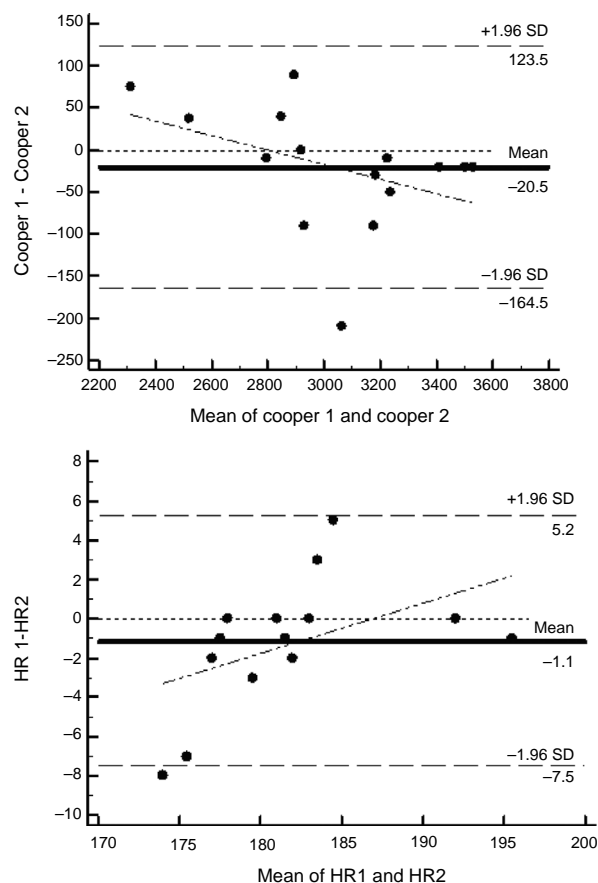 150
+1.96 SD
100
123.5
50
0
Mean
–50
–20.5
–100
–150
–1.96 SD
–164.5
–200
–250
Cooper 1 - Cooper 2
2200 2400 2600 2800 3000 3200 3400 3600 3800
Mean of cooper 1 and cooper 2
8
6
+1.96 SD
5.2
4
2
0
Mean
–1.1
–2
–4
–6
–1.96 SD
–7.5
–8
–10
HR 1-HR2
170 175 180 185 190 195 200
Mean of HR1 and HR2